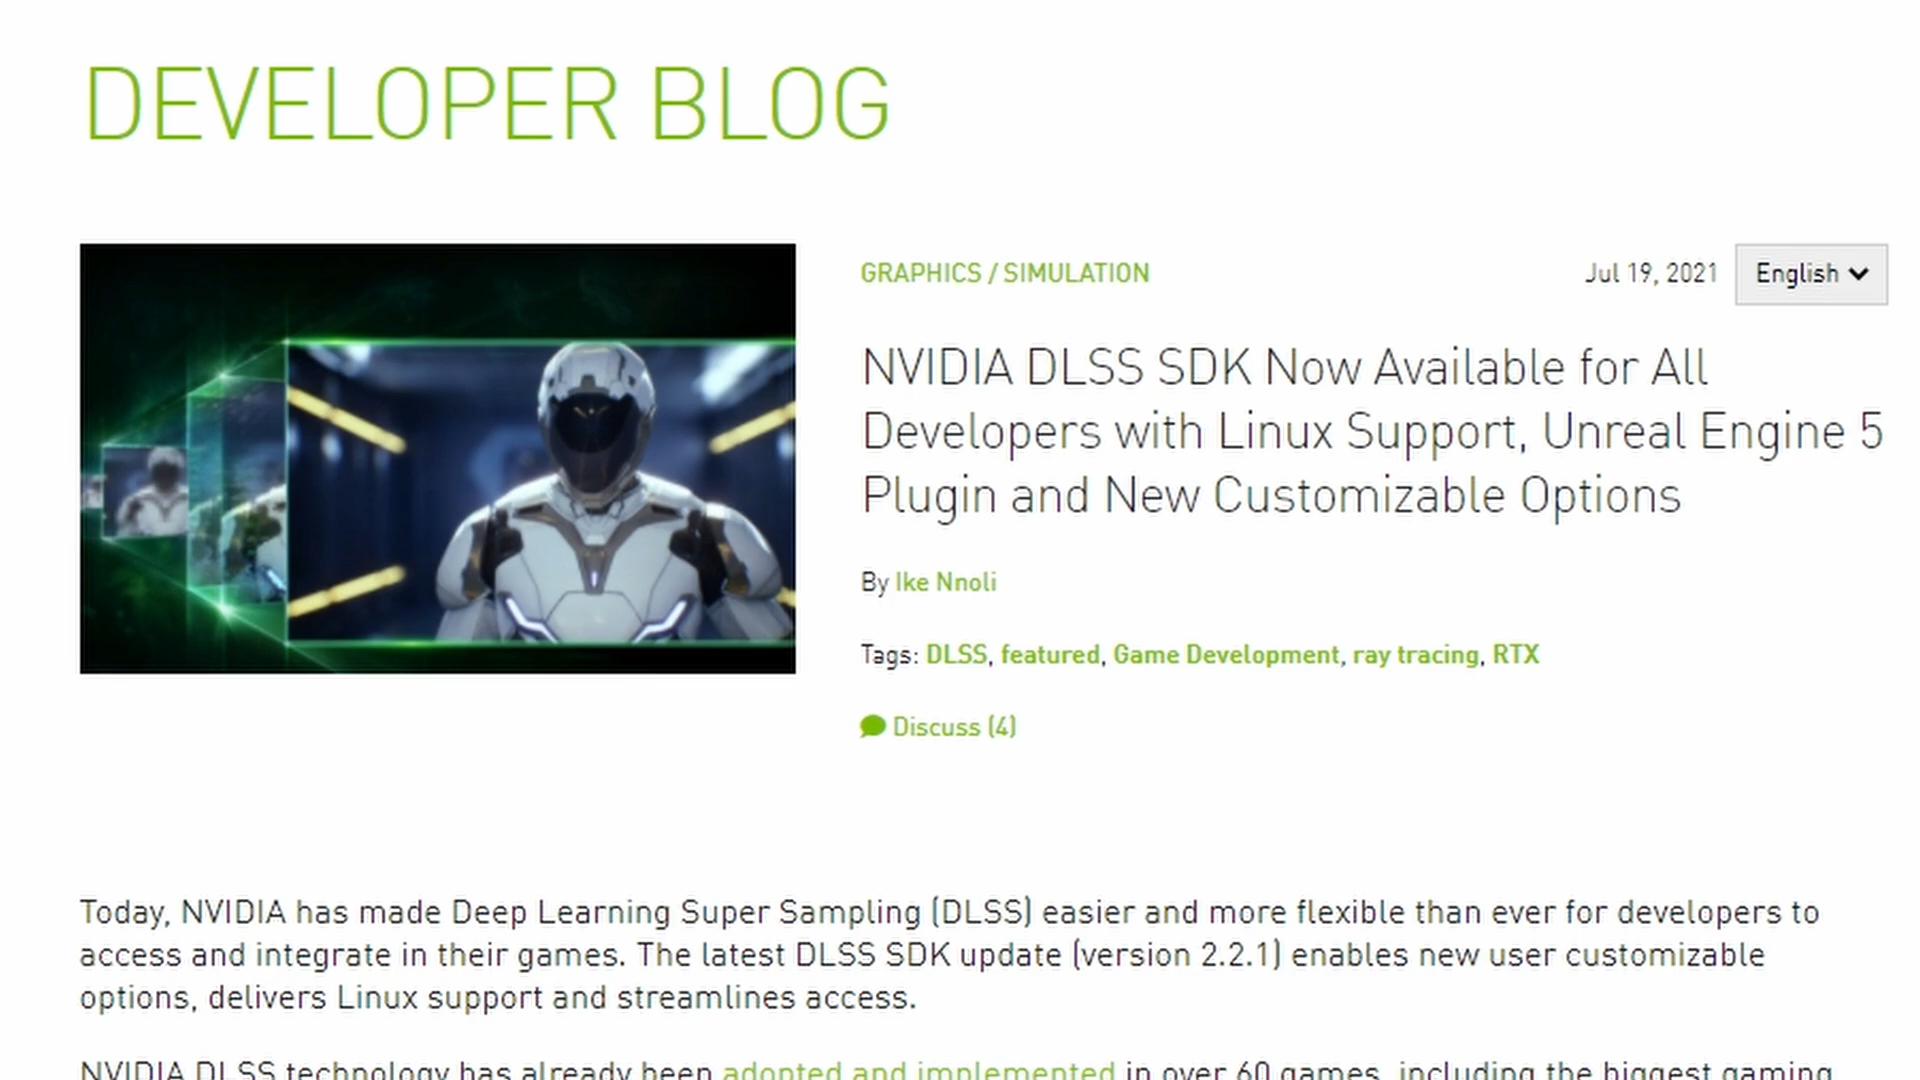 DEVELOPER BLOG
GRAPHICS / SIMULATION
Jul 19, 2021
English
NVIDIA DLSS SDK Now Available for All
Developers with Linux Support, Unreal Engine 5
Plugin and New Customizable Options
By Ike Nnoli
Tags: DLSS, featured, Game Development, ray tracing, RTX
Discuss (4)
Today, NVIDIA has made Deep Learning Super Sampling (DLSS) easier and more flexible than ever for developers to
access and integrate in their games. The latest DLSS SDK update (version 2.2.1) enables new user customizable
options, delivers Linux support and streamlines access.
NVIDIA DLSS technology has already been adopted and implemented in over 60 games, including the biggest gaming